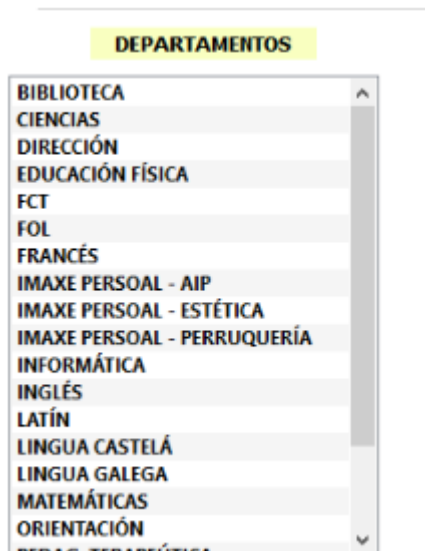 DEPARTAMENTOS
BIBLIOTECA
CIENCIAS
DIRECCIÓN
EDUCACIÓN FÍSICA
FCT
FOL
FRANCÉS
IMAXE PERSOAL - AIP
IMAXE PERSOAL - ESTÉTICA
IMAXE PERSOAL - PERRUQUERÍA
INFORMÁTICA
INGLÉS
LATÍN
LINGUA CASTELÁ
LINGUA GALEGA
MATEMÁTICAS
ORIENTACIÓN